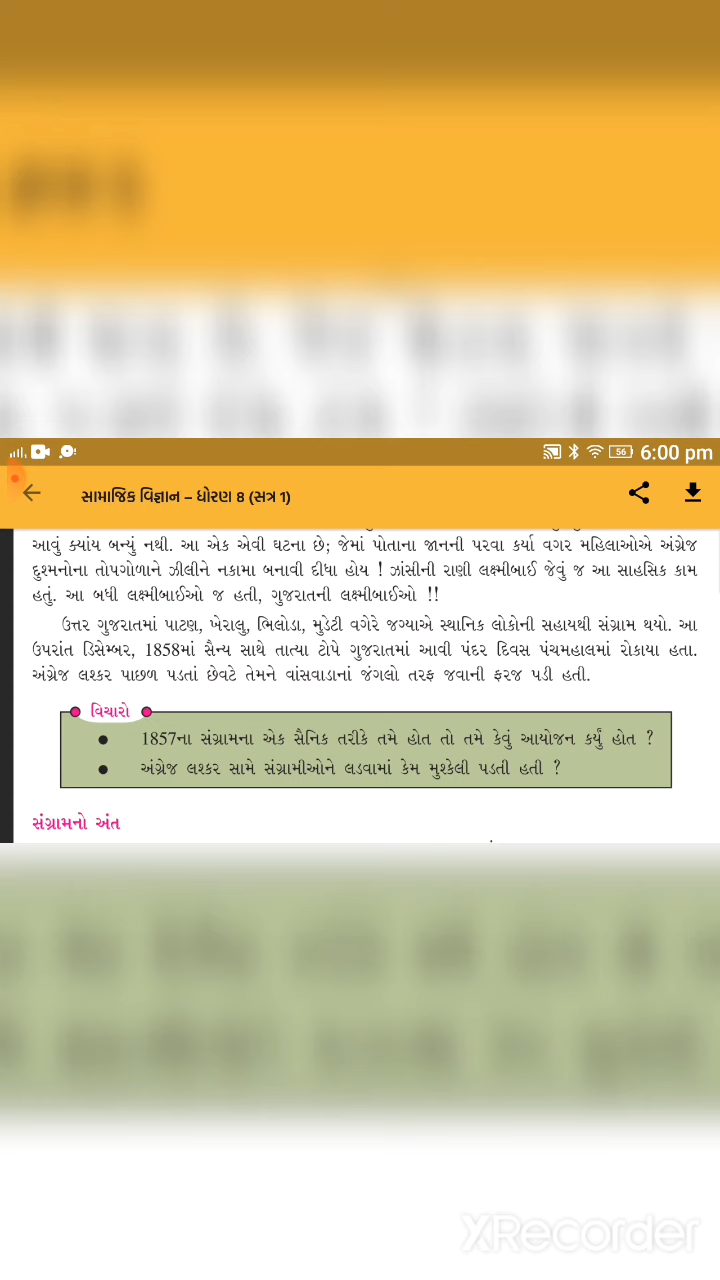 6:00 pm
56
સામાજિક વિજ્ઞાન – ધોરણ 8 (સત્ર 1)
આવું ક્યાંય બન્યું નથી. આ એક એવી ઘટના છે; જેમાં પોતાના જાનની પરવા કર્યા વગર મહિલાઓએ અંગ્રેજ
દુશ્મનોના તોપગોળાને ઝીલીને નકામા બનાવી દીધા હોય ! ઝાંસીની રાણી લક્ષ્મીબાઈ જેવું જ આ સાહસિક કામ
હતું. આ બધી લક્ષ્મીબાઈઓ જ હતી, ગુજરાતની લક્ષ્મીબાઈઓ !!
ઉત્તર ગુજરાતમાં પાટણ, ખેરાલુ, ભિલોડા, મુડેટી વગેરે જગ્યાએ સ્થાનિક લોકોની સહાયથી સંગ્રામ થયો. આ
ઉપરાંત ડિસેમ્બર, 1858માં સૈન્ય સાથે તાત્યા ટોપે ગુજરાતમાં આવી પંદર દિવસ પંચમહાલમાં રોકાયા હતા.
અંગ્રેજ લશ્કર પાછળ પડતાં છેવટે તેમને વાંસવાડાનાં જંગલો તરફ જવાની ફરજ પડી હતી.
વિચારો
● 1857ના સંગ્રામના એક સૈનિક તરીકે તમે હોત તો તમે કેવું આયોજન કર્યું હોત ?
● અંગ્રેજ લશ્કર સામે સંગ્રામીઓને લડવામાં કેમ મુશ્કેલી પડતી હતી ?
સંગ્રામનો અંત
XRecorder